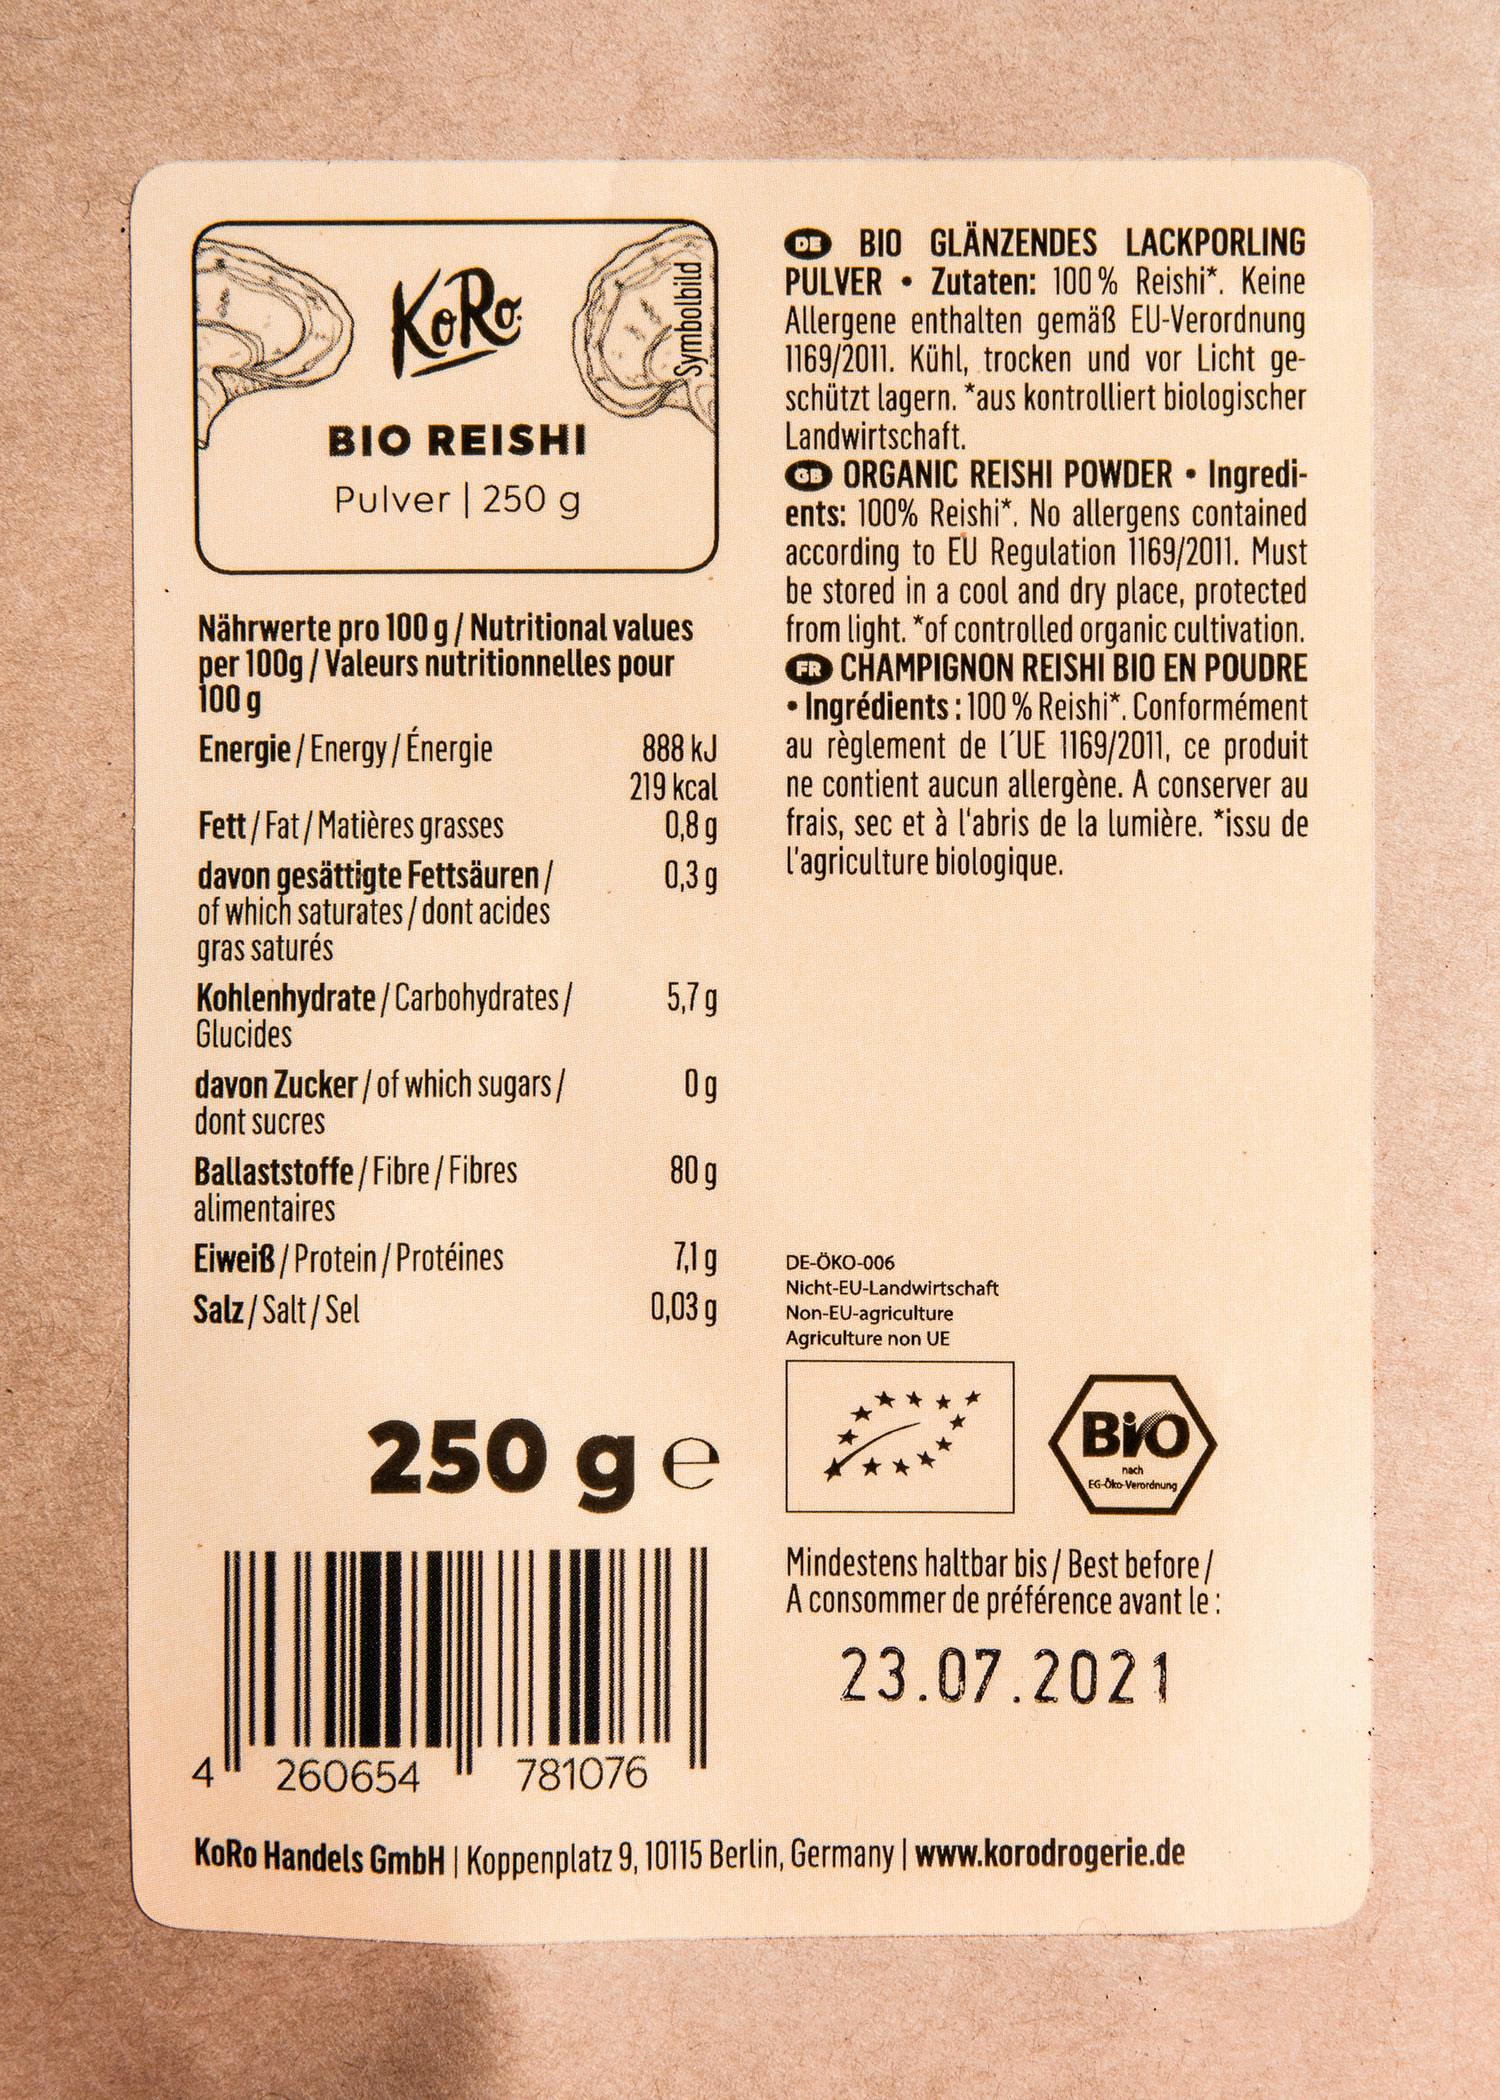 KoRo
Symbolbild
BIO REISHI
Pulver | 250 g
Nährwerte pro 100 g / Nutritional values
per 100g / Valeurs nutritionnelles pour
100 g
Energie / Energy / Énergie 888 kJ
219 kcal
Fett / Fat / Matières grasses 0,8 g
davon gesättigte Fettsäuren / 0,3 g
of which saturates / dont acides
gras saturés
Kohlenhydrate / Carbohydrates / 5,7 g
Glucides
davon Zucker / of which sugars / 0 g
dont sucres
Ballaststoffe / Fibre / Fibres 80 g
alimentaires
Eiweiß / Protein / Protéines 7,1 g
Salz / Salt / Sel 0,03 g
250 g e
4 260654 781076
DE BIO GLÄNZENDES LACKPORLING
PULVER • Zutaten: 100 % Reishi*. Keine
Allergene enthalten gemäß EU-Verordnung
1169/2011. Kühl, trocken und vor Licht ge-
schützt lagern. *aus kontrolliert biologischer
Landwirtschaft.
GB ORGANIC REISHI POWDER • Ingredi-
ents: 100% Reishi*. No allergens contained
according to EU Regulation 1169/2011. Must
be stored in a cool and dry place, protected
from light. *of controlled organic cultivation.
FR CHAMPIGNON REISHI BIO EN POUDRE
• Ingrédients : 100 % Reishi*. Conformément
au règlement de l´UE 1169/2011, ce produit
ne contient aucun allergène. A conserver au
frais, sec et à l'abris de la lumière. *issu de
l'agriculture biologique.
DE-ÖKO-006
Nicht-EU-Landwirtschaft
Non-EU-agriculture
Agriculture non UE
BiO
nach
EG-Öko-Verordnung
Mindestens haltbar bis / Best before /
A consommer de préférence avant le :
23.07.2021
KoRo Handels GmbH | Koppenplatz 9, 10115 Berlin, Germany | www.korodrogerie.de